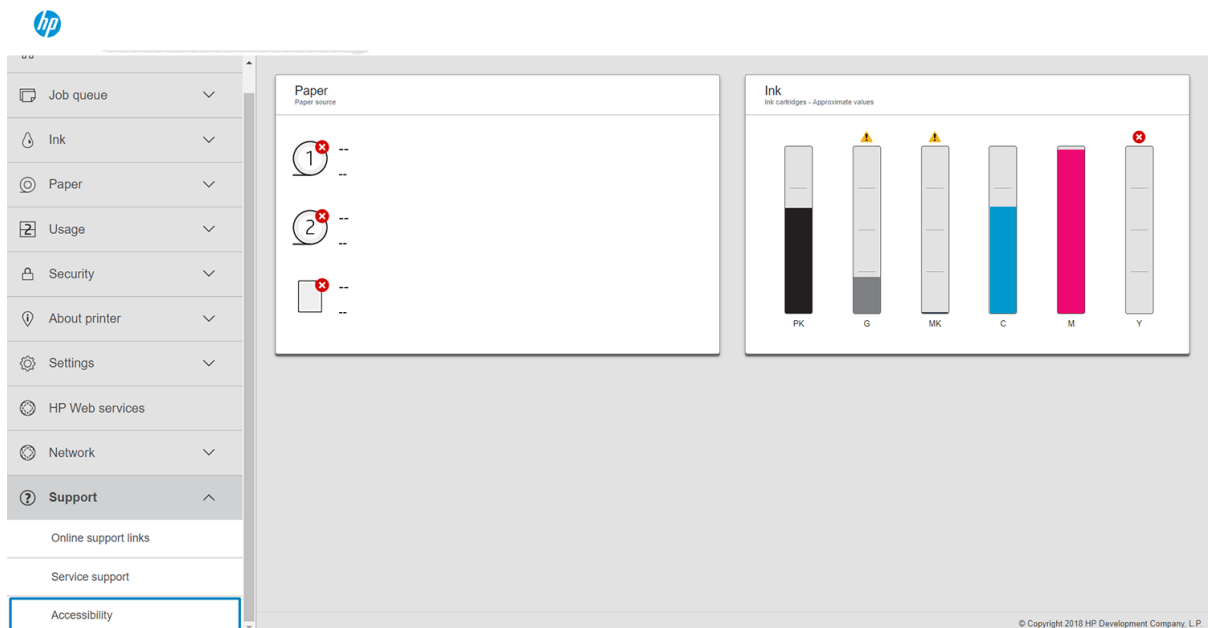 hp
Job queue
Ink
Paper
2 Usage
Security
About printer
Settings
HP Web services
Network
? Support
Online support links
Service support
Accessibility
Paper
Paper source
1 --
--
2 --
--
--
--
Ink
Ink cartridges - Approximate values
PK G MK C M Y
© Copyright 2018 HP Development Company, L.P.